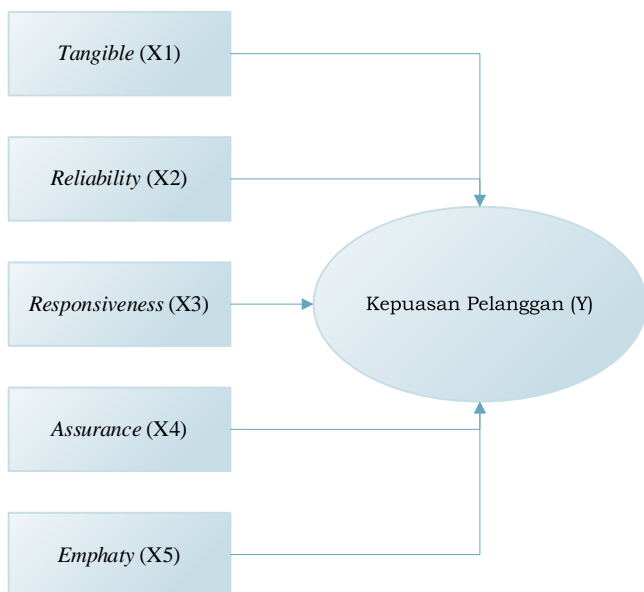 Tangible (X1)
Reliability (X2)
Responsiveness (X3)
Kepuasan Pelanggan (Y)
Assurance (X4)
Emphaty (X5)